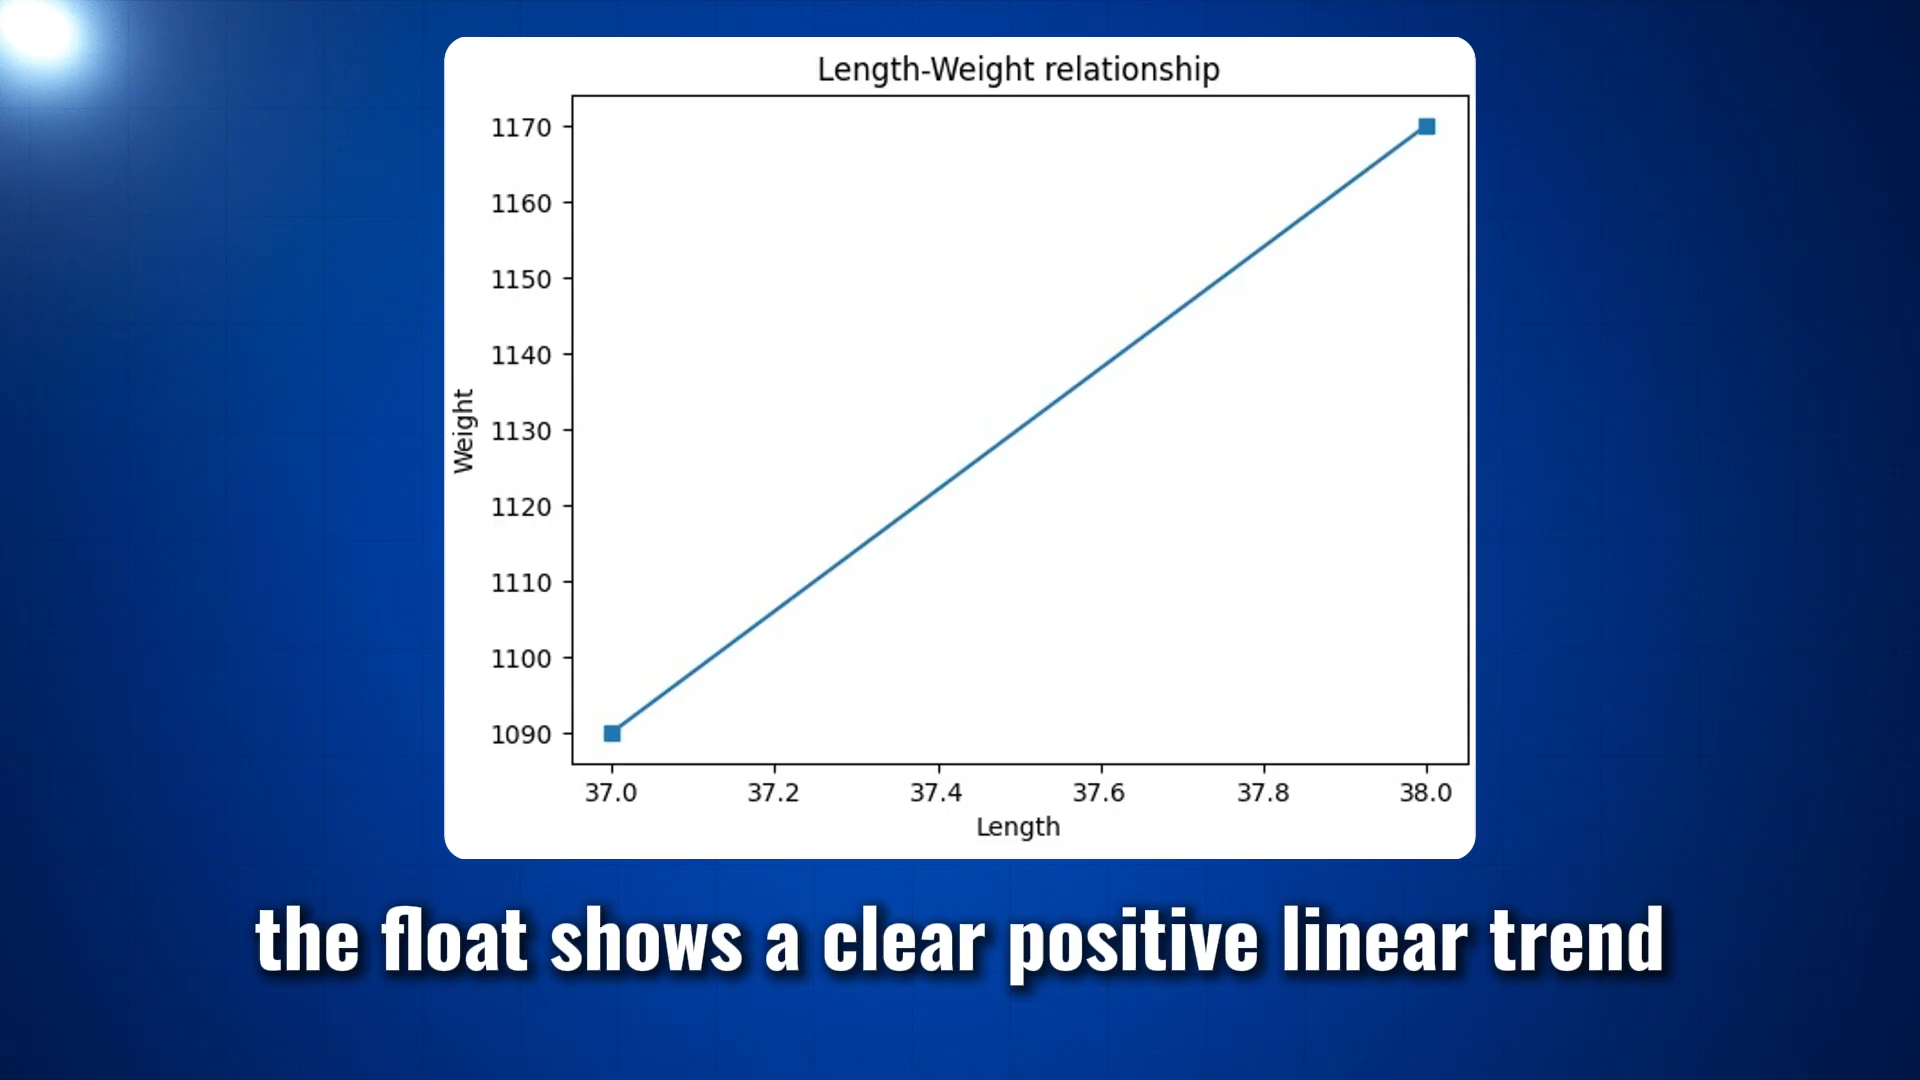 Length-Weight relationship
1170
1160
1150
1140
1130
1120
1110
1100
1090
Weight
37.0 37.2 37.4 37.6 37.8 38.0
Length
the float shows a clear positive linear trend